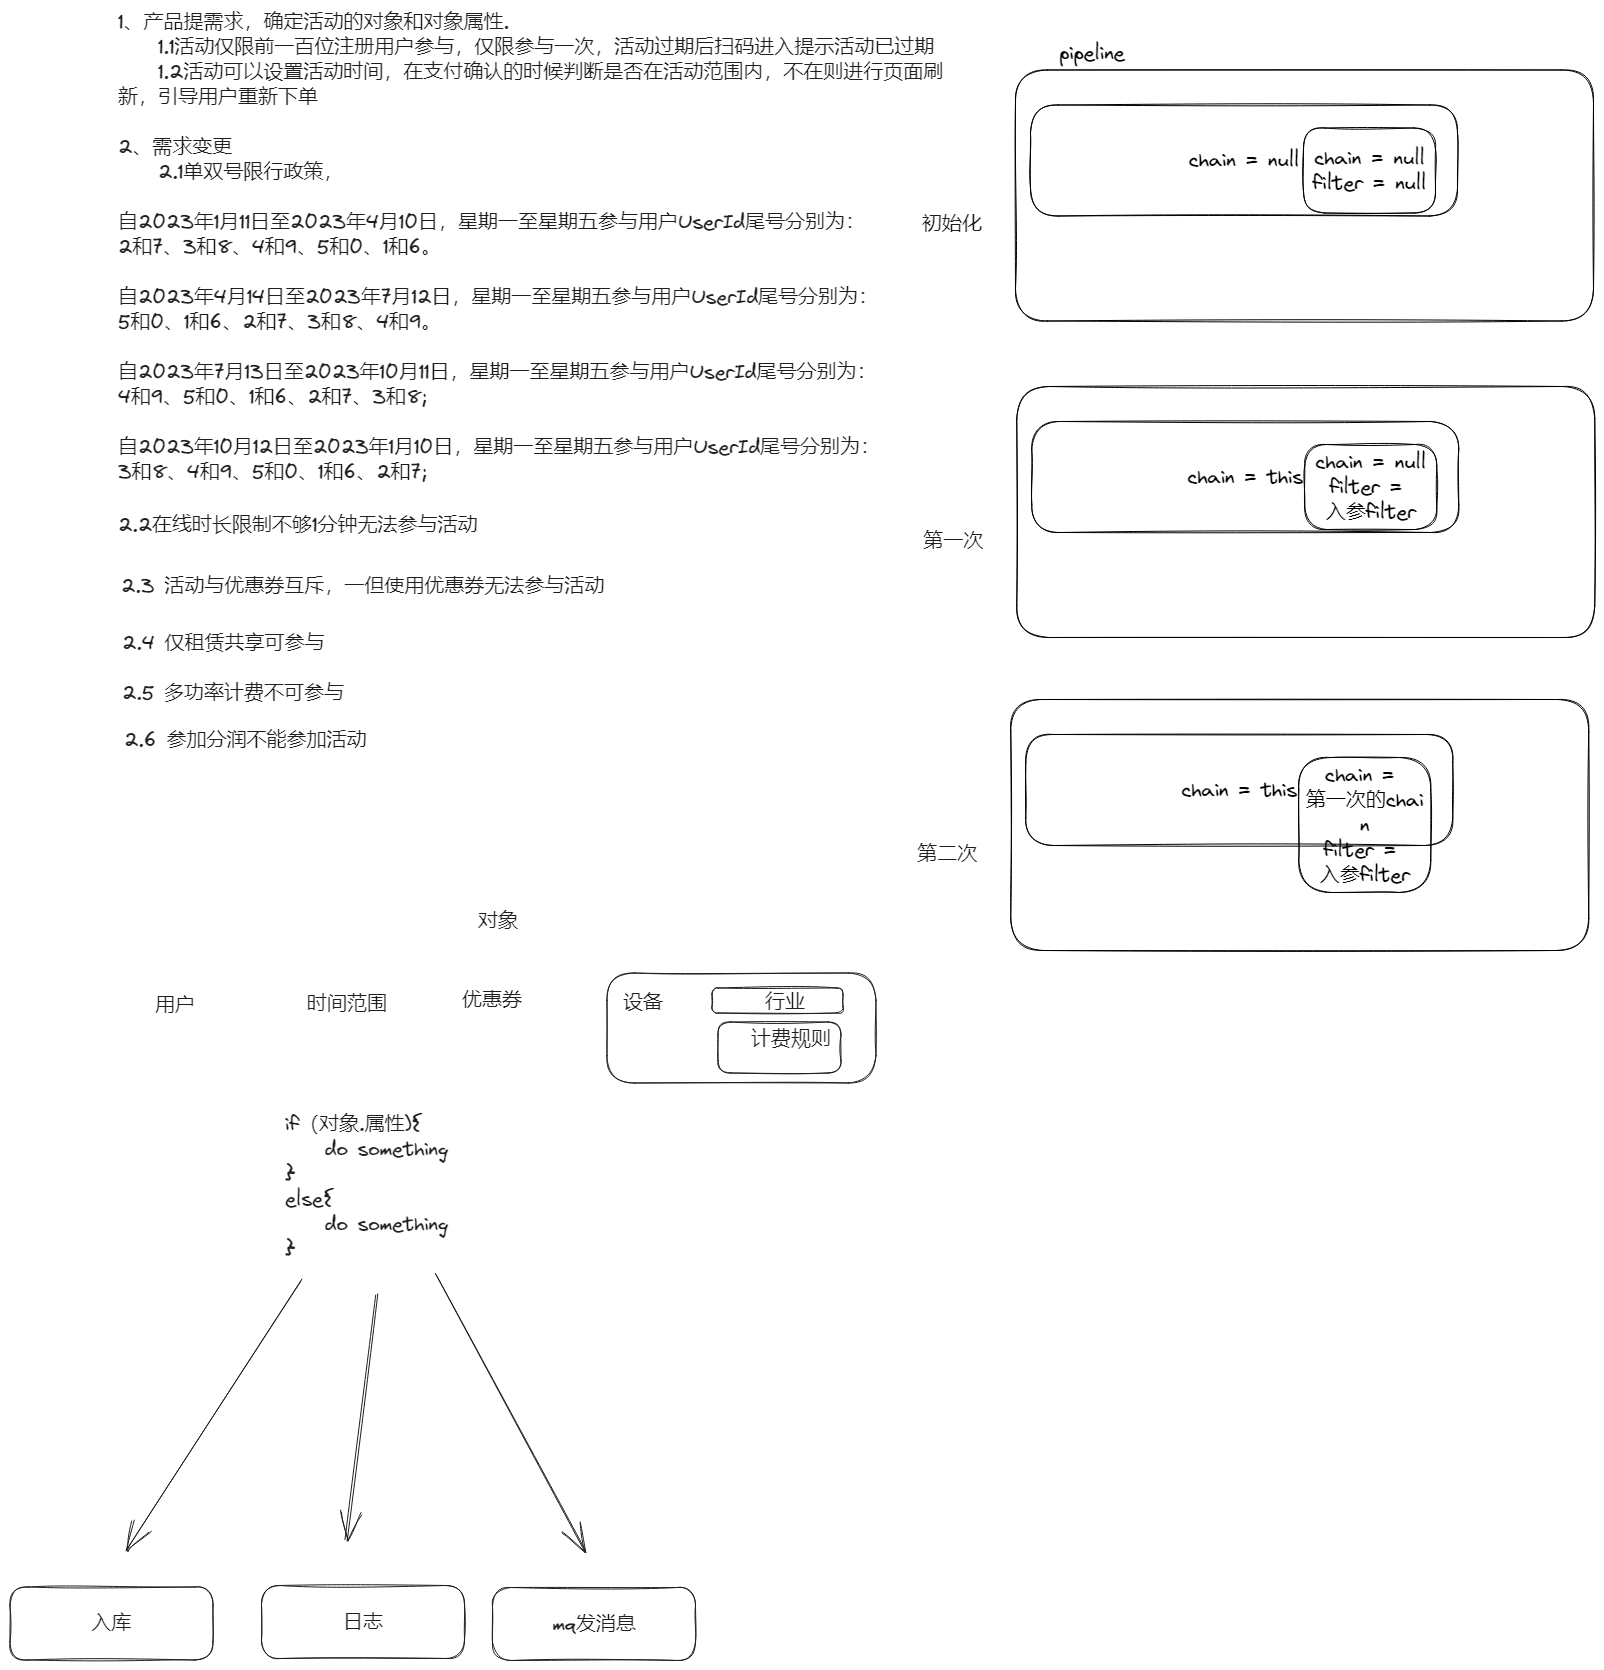 1、产品提需求，确定活动的对象和对象属性.
1.1活动仅限前一百位注册用户参与，仅限参与一次，活动过期后扫码进入提示活动已过期
1.2活动可以设置活动时间，在支付确认的时候判断是否在活动范围内，不在则进行页面刷
新，引导用户重新下单
2、需求变更
2.1单双号限行政策，
自2023年1月11日至2023年4月10日，星期一至星期五参与用户UserId尾号分别为：
2和7、3和8、4和9、5和0、1和6。
自2023年4月14日至2023年7月12日，星期一至星期五参与用户UserId尾号分别为：
5和0、1和6、2和7、3和8、4和9。
自2023年7月13日至2023年10月11日，星期一至星期五参与用户UserId尾号分别为：
4和9、5和0、1和6、2和7、3和8;
自2023年10月12日至2023年1月10日，星期一至星期五参与用户UserId尾号分别为：
3和8、4和9、5和0、1和6、2和7;
2.2在线时长限制不够1分钟无法参与活动
2.3 活动与优惠券互斥，一但使用优惠券无法参与活动
2.4 仅租赁共享可参与
2.5 多功率计费不可参与
2.6 参加分润不能参加活动
pipeline
初始化
chain = null
chain = null
filter = null
第一次
chain = this
chain = null
filter =
入参filter
第二次
chain = this
chain =
第一次的chai
n
filter =
入参filter
对象
用户
时间范围
优惠券
设备
行业
计费规则
if（对象.属性){
do something
}
else{
do something
}
入库
日志
mq发消息